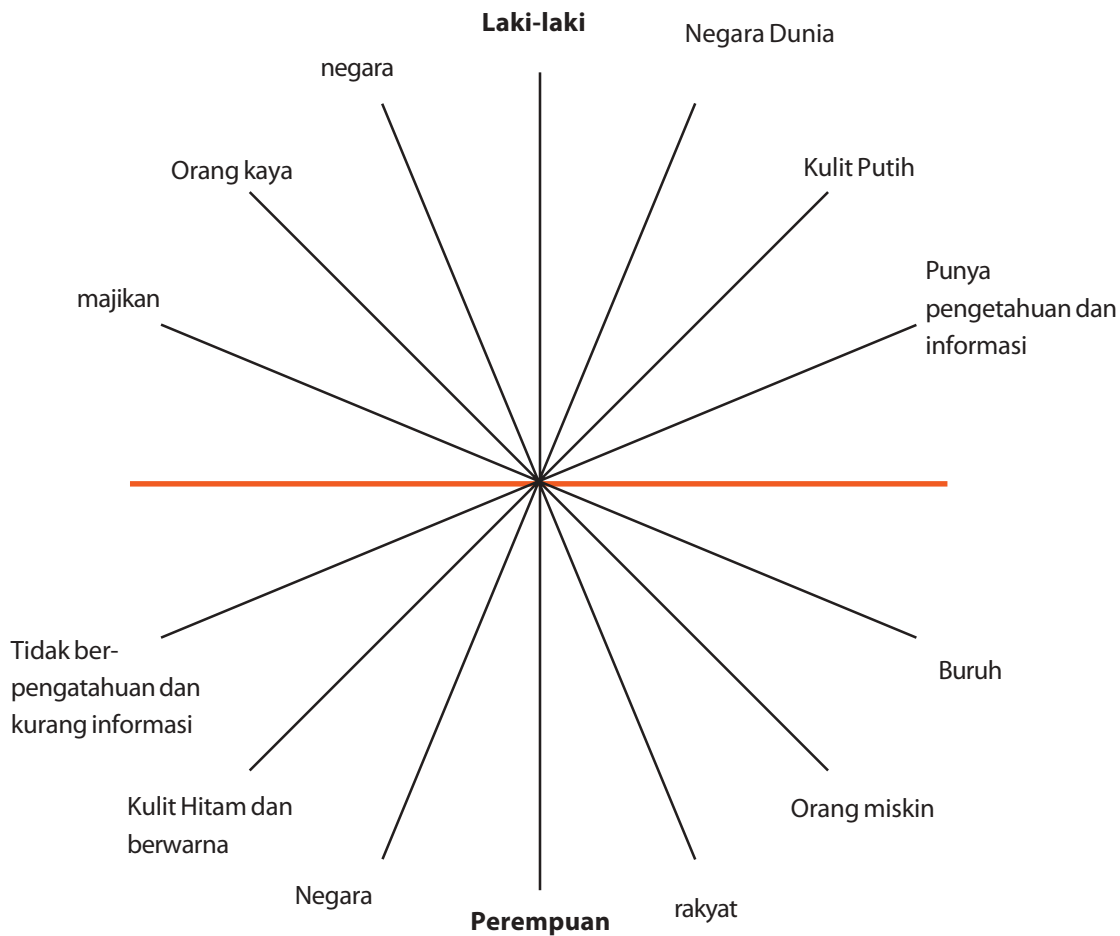 Laki-laki
Negara Dunia
negara
Orang kaya
Kulit Putih
majikan
Punya
pengetahuan dan
informasi
Tidak ber-
pengatahuan dan
kurang informasi
Buruh
Kulit Hitam dan
berwarna
Orang miskin
Negara
Perempuan
rakyat